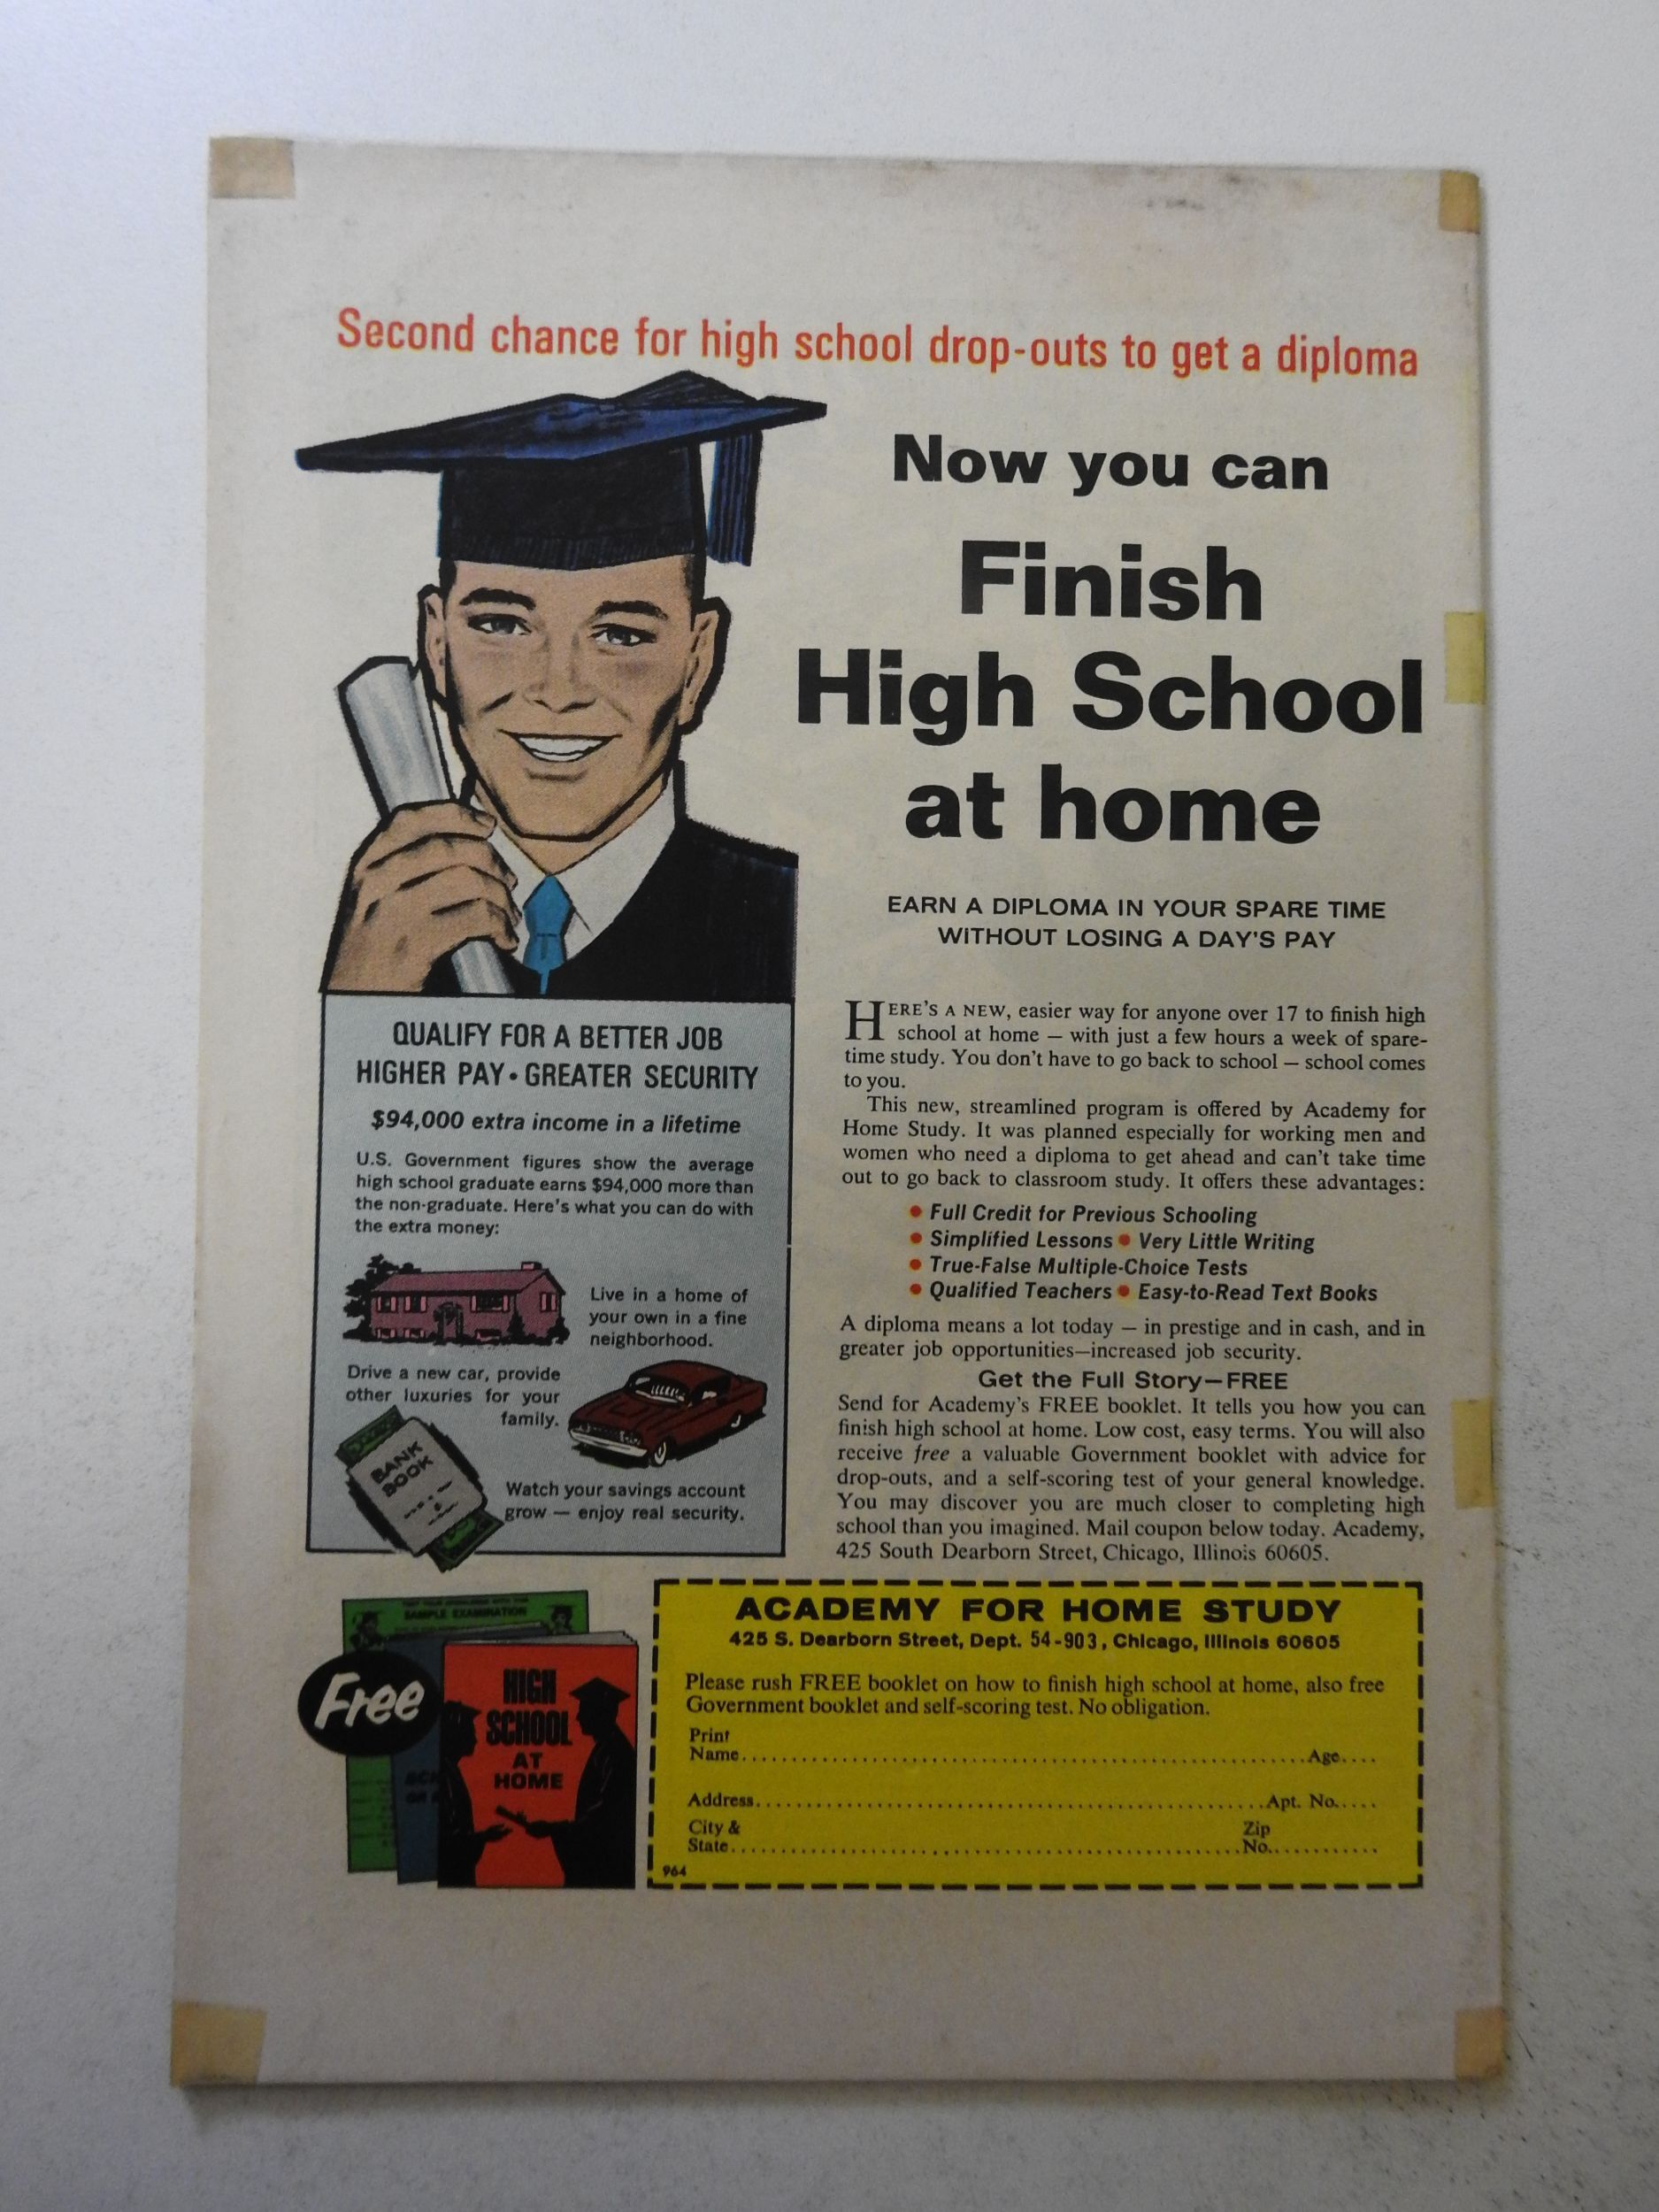 Second chance for high school drop-outs to get a diploma
Now you can
Finish
High School
at home
EARN A DIPLOMA IN YOUR SPARE TIME
WITHOUT LOSING A DAY'S PAY
HERE'S A NEW, easier way for anyone over 17 to finish high
school at home — with just a few hours a week of spare-
time study. You don't have to go back to school — school comes
to you.
This new, streamlined program is offered by Academy for
Home Study. It was planned especially for working men and
women who need a diploma to get ahead and can't take time
out to go back to classroom study. It offers these advantages:
• Full Credit for Previous Schooling
• Simplified Lessons • Very Little Writing
• True-False Multiple-Choice Tests
• Qualified Teachers • Easy-to-Read Text Books
A diploma means a lot today — in prestige and in cash, and in
greater job opportunities—increased job security.
Get the Full Story—FREE
Send for Academy's FREE booklet. It tells you how you can
finish high school at home. Low cost, easy terms. You will also
receive free a valuable Government booklet with advice for
drop-outs, and a self-scoring test of your general knowledge.
You may discover you are much closer to completing high
school than you imagined. Mail coupon below today. Academy,
425 South Dearborn Street, Chicago, Illinois 60605.
QUALIFY FOR A BETTER JOB
HIGHER PAY • GREATER SECURITY
$94,000 extra income in a lifetime
U.S. Government figures show the average
high school graduate earns $94,000 more than
the non-graduate. Here's what you can do with
the extra money:
Live in a home of
your own in a fine
neighborhood.
Drive a new car, provide
other luxuries for your
family.
BANK
BOOK
Watch your savings account
grow — enjoy real security.
SAMPLE EXAMINATION
Free
HIGH
SCHOOL
AT
HOME
ACADEMY FOR HOME STUDY
425 S. Dearborn Street, Dept. 54-903, Chicago, Illinois 60605
Please rush FREE booklet on how to finish high school at home, also free
Government booklet and self-scoring test. No obligation.
Print
Name Age
Address Apt. No.
City & Zip
State No.
964